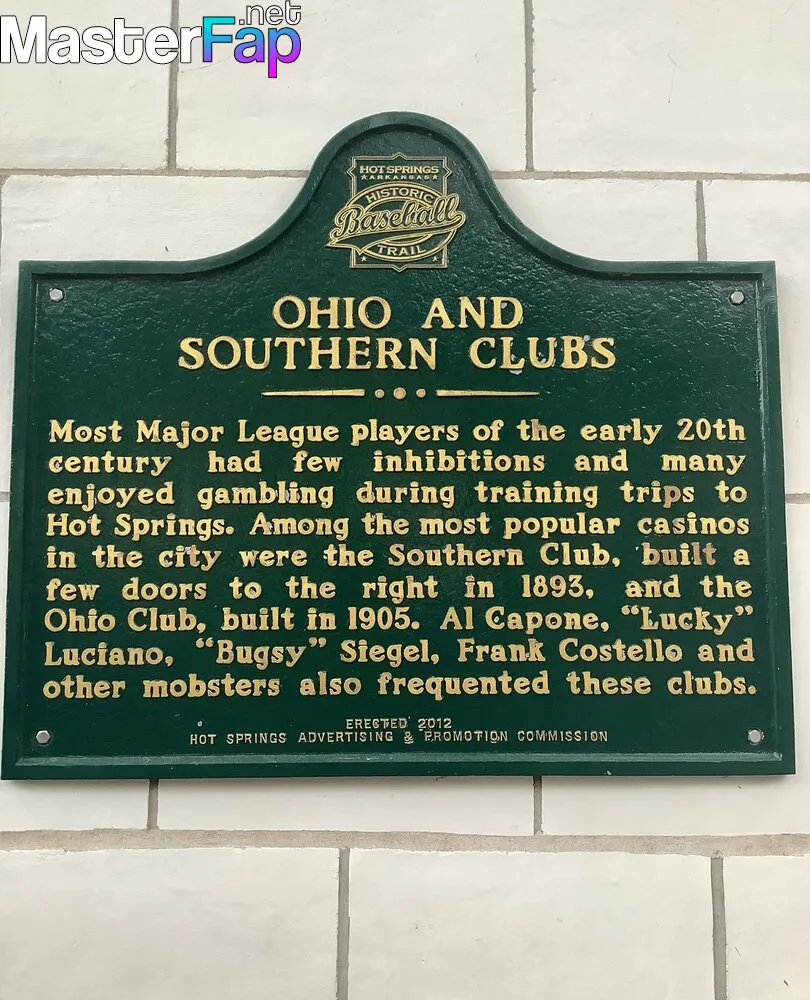 MasterFap.net
HOT SPRINGS
★ARKANSAS★
HISTORIC
Baseball
TRAIL
OHIO AND
SOUTHERN CLUBS
Most Major League players of the early 20th
century had few inhibitions and many
enjoyed gambling during training trips to
Hot Springs. Among the most popular casinos
in the city were the Southern Club, built a
few doors to the right in 1893, and the
Ohio Club, built in 1905. Al Capone, “Lucky”
Luciano, “Bugsy” Siegel, Frank Costello and
other mobsters also frequented these clubs.
ERECTED 2012
HOT SPRINGS ADVERTISING & PROMOTION COMMISSION